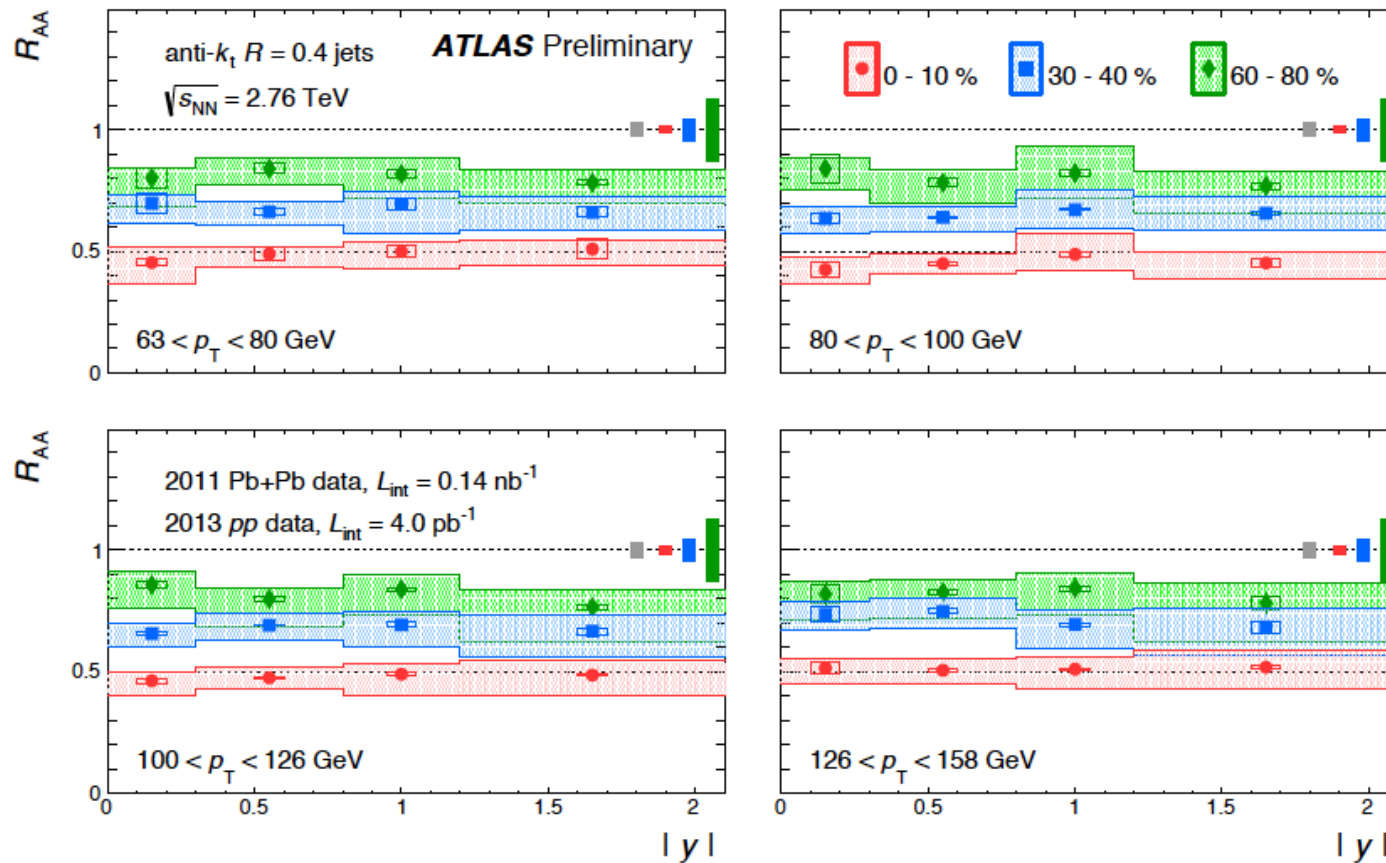 R_AA
anti-k_t R = 0.4 jets
ATLAS Preliminary
√s_NN = 2.76 TeV
0 - 10 %
30 - 40 %
60 - 80 %
1
0.5
0
63 < p_T < 80 GeV
80 < p_T < 100 GeV
R_AA
2011 Pb+Pb data, L_int = 0.14 nb⁻¹
2013 pp data, L_int = 4.0 pb⁻¹
1
0.5
0
100 < p_T < 126 GeV
126 < p_T < 158 GeV
0 0.5 1 1.5 2
0 0.5 1 1.5 2
| y |
| y |